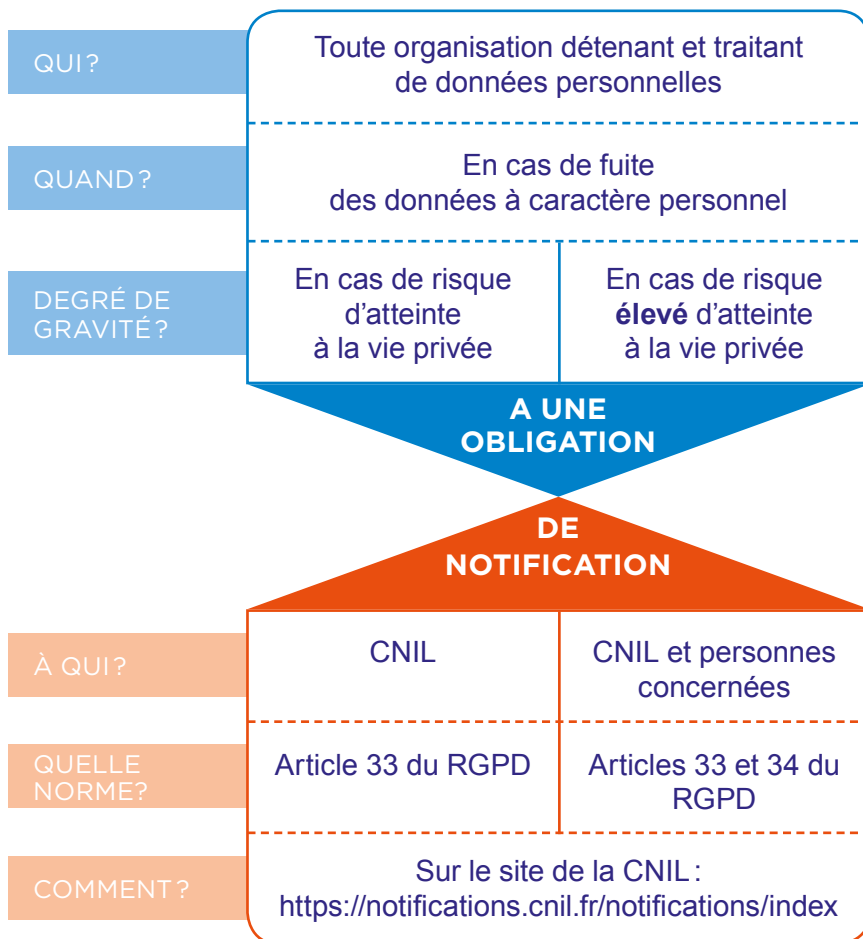 QUI ?
Toute organisation détenant et traitant
de données personnelles
QUAND ?
En cas de fuite
des données à caractère personnel
DEGRÉ DE
GRAVITÉ ?
En cas de risque
d'atteinte
à la vie privée
En cas de risque
élevé d'atteinte
à la vie privée
A UNE
OBLIGATION
DE
NOTIFICATION
À QUI ?
CNIL
CNIL et personnes
concernées
QUELLE
NORME?
Article 33 du RGPD
Articles 33 et 34 du
RGPD
COMMENT ?
Sur le site de la CNIL :
https://notifications.cnil.fr/notifications/index